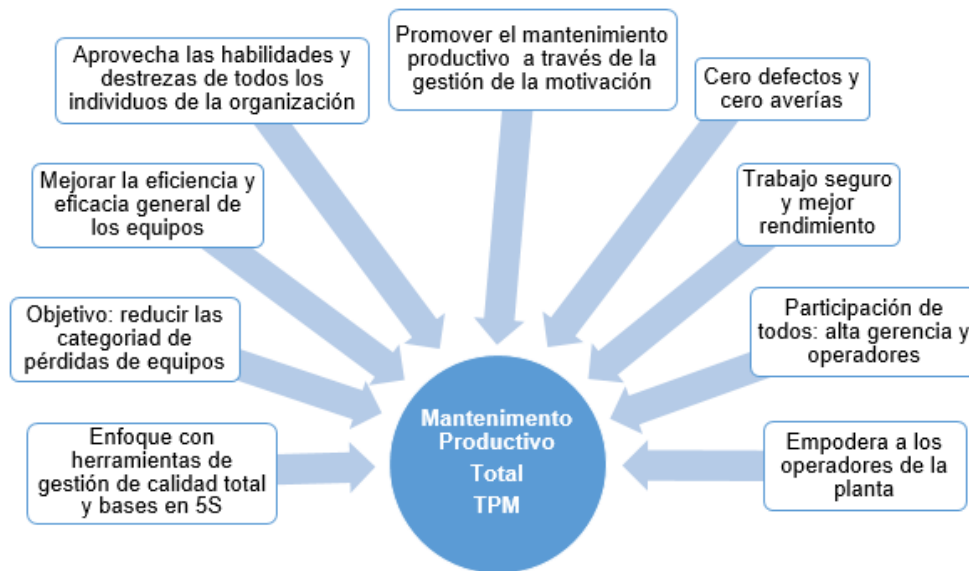 Aprovecha las habilidades y
destrezas de todos los
individuos de la organización
Promover el mantenimiento
productivo a través de la
gestión de la motivación
Cero defectos y
cero averías
Mejorar la eficiencia y
eficacia general de
los equipos
Trabajo seguro
y mejor
rendimiento
Objetivo: reducir las
categoriad de
pérdidas de equipos
Participación de
todos: alta gerencia y
operadores
Enfoque con
herramientas de
gestión de calidad total
y bases en 5S
Mantenimento
Productivo
Total
TPM
Empodera a los
operadores de la
planta